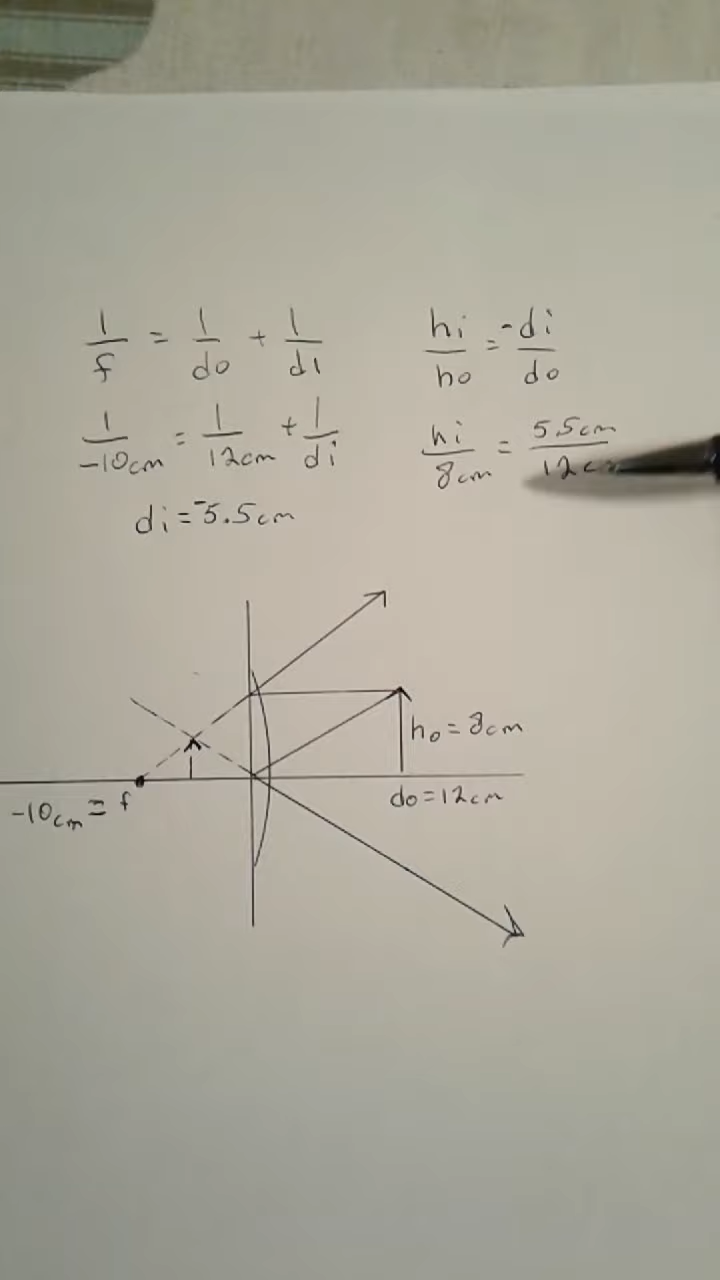 1/f = 1/do + 1/di
1/-10cm = 1/12cm + 1/di
di = -5.5cm
hi/ho = -di/do
hi/8cm = 5.5cm/12cm
ho = 8cm
do = 12cm
-10cm = f